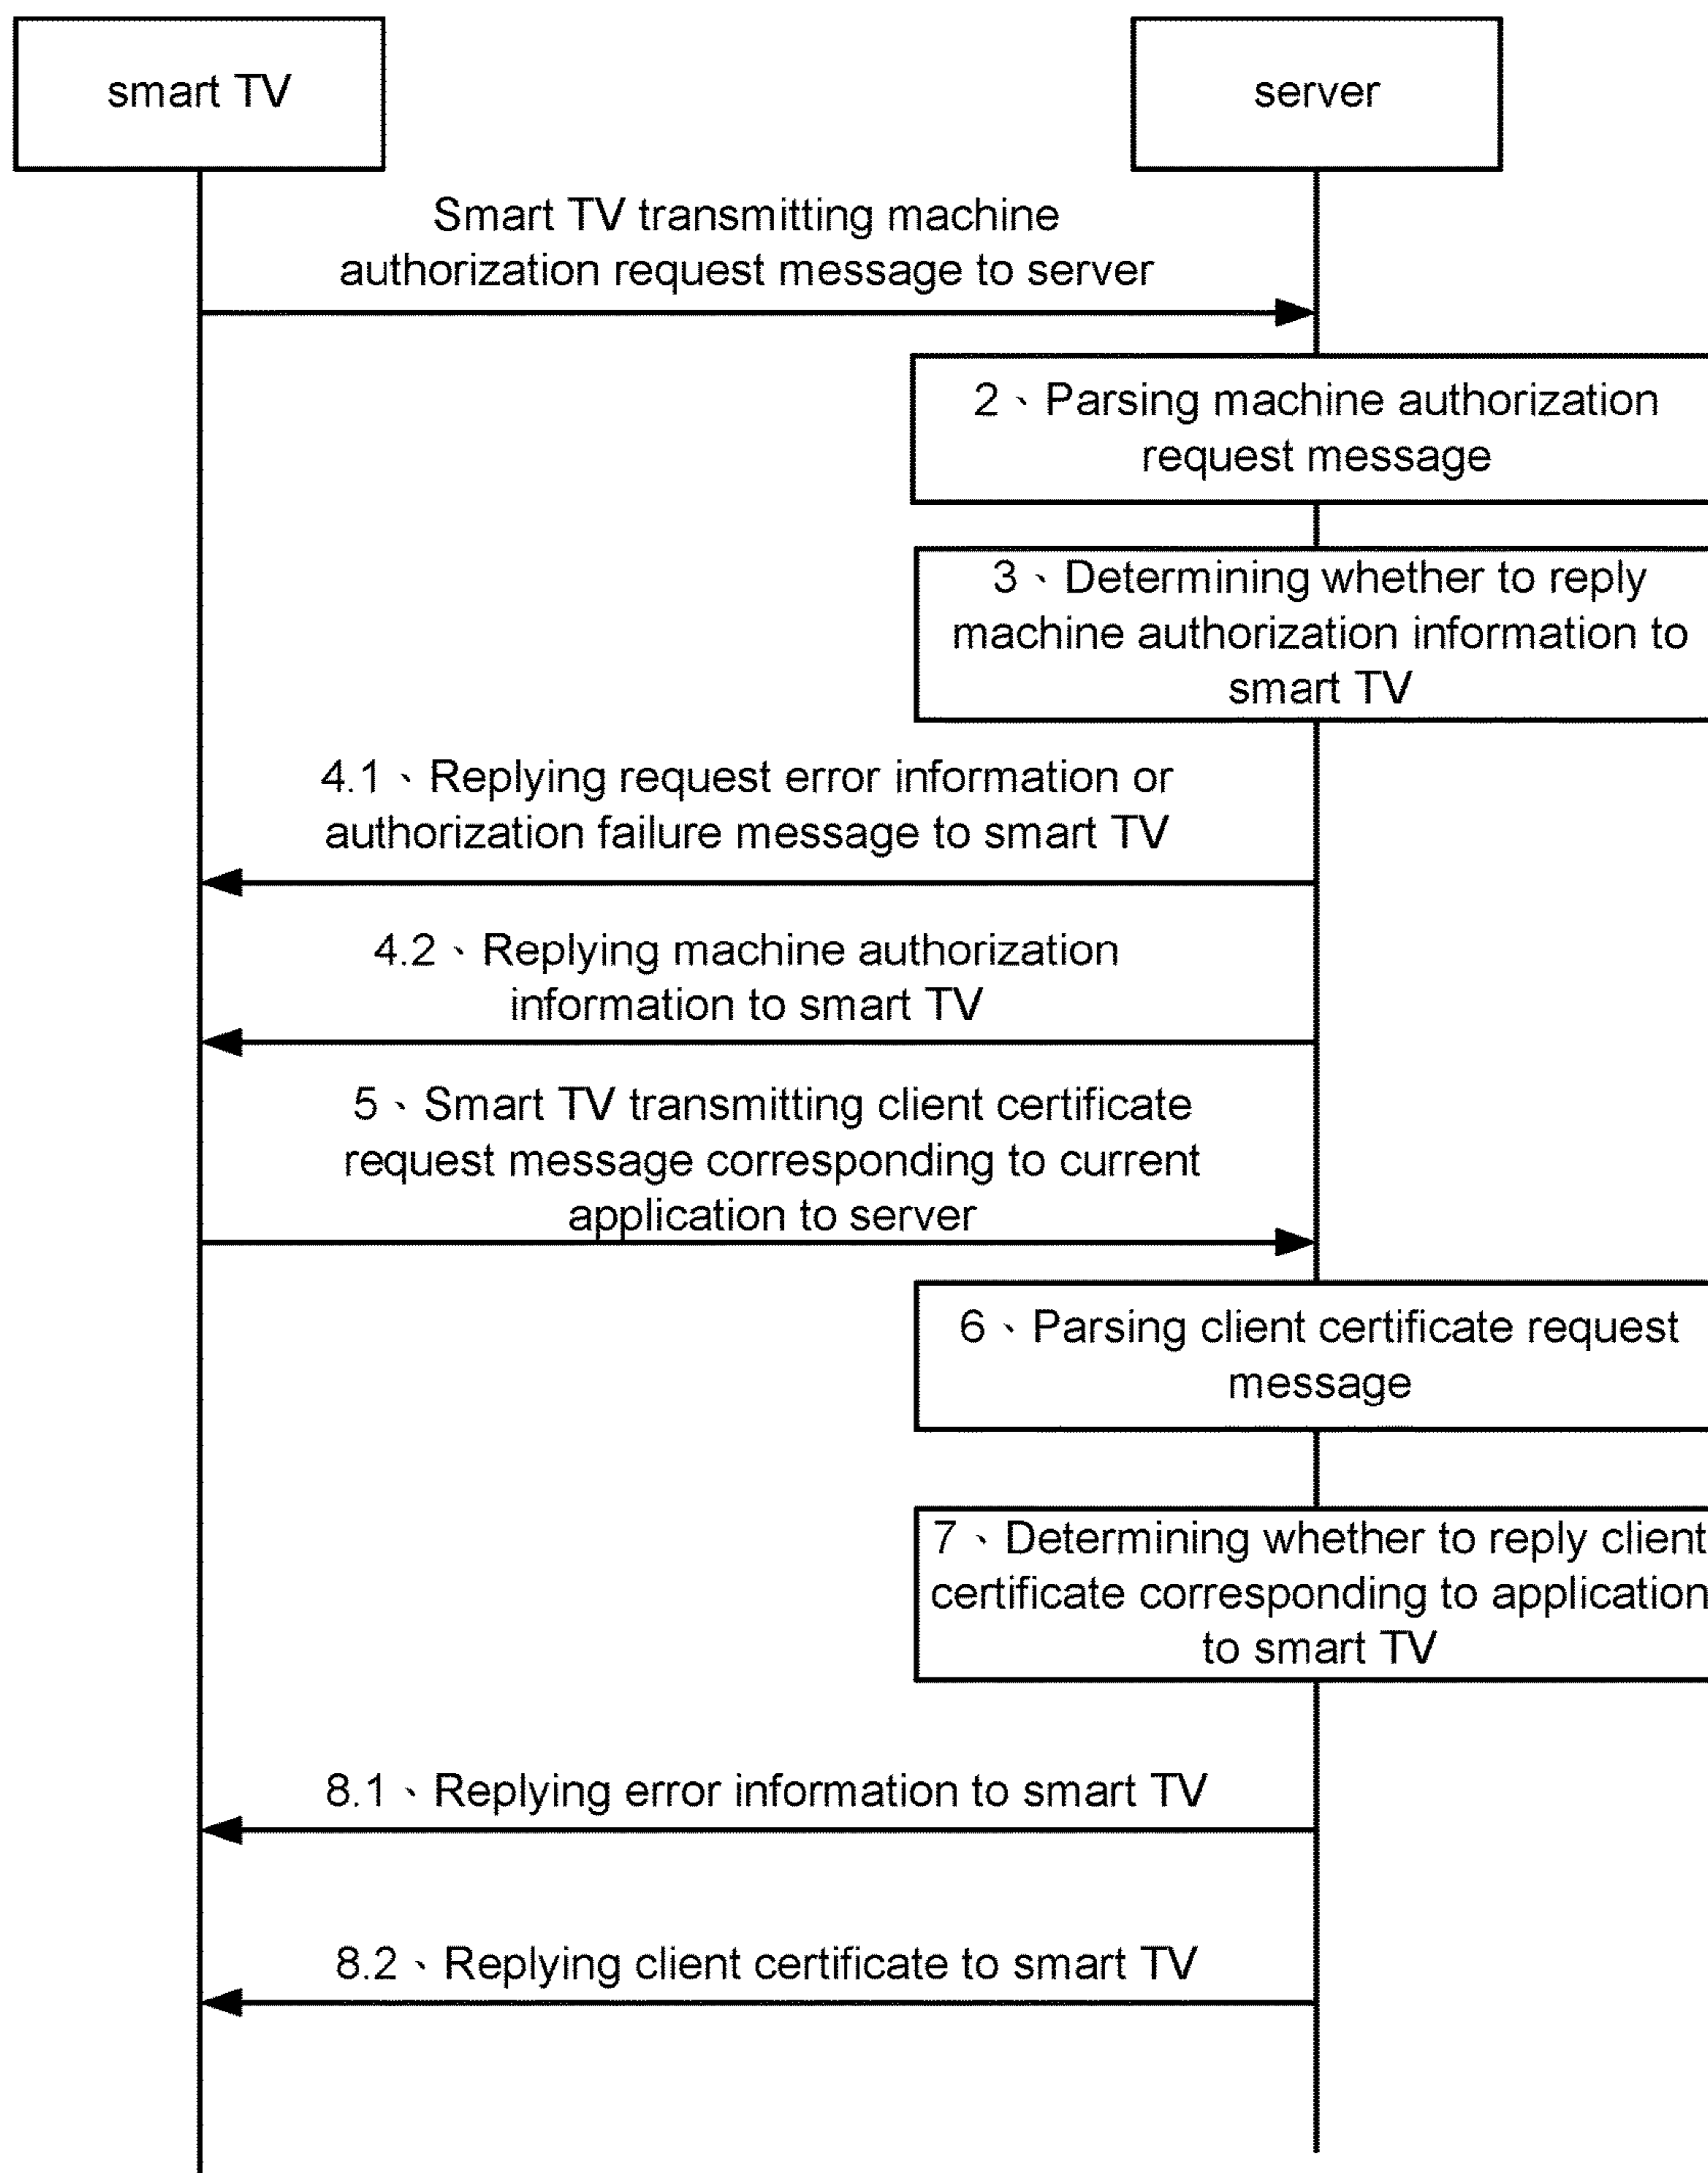 smart TV
server
Smart TV transmitting machine
authorization request message to server
2、Parsing machine authorization
request message
3、Determining whether to reply
machine authorization information to
smart TV
4.1、Replying request error information or
authorization failure message to smart TV
4.2、Replying machine authorization
information to smart TV
5、Smart TV transmitting client certificate
request message corresponding to current
application to server
6、Parsing client certificate request
message
7、Determining whether to reply client
certificate corresponding to application
to smart TV
8.1、Replying error information to smart TV
8.2、Replying client certificate to smart TV